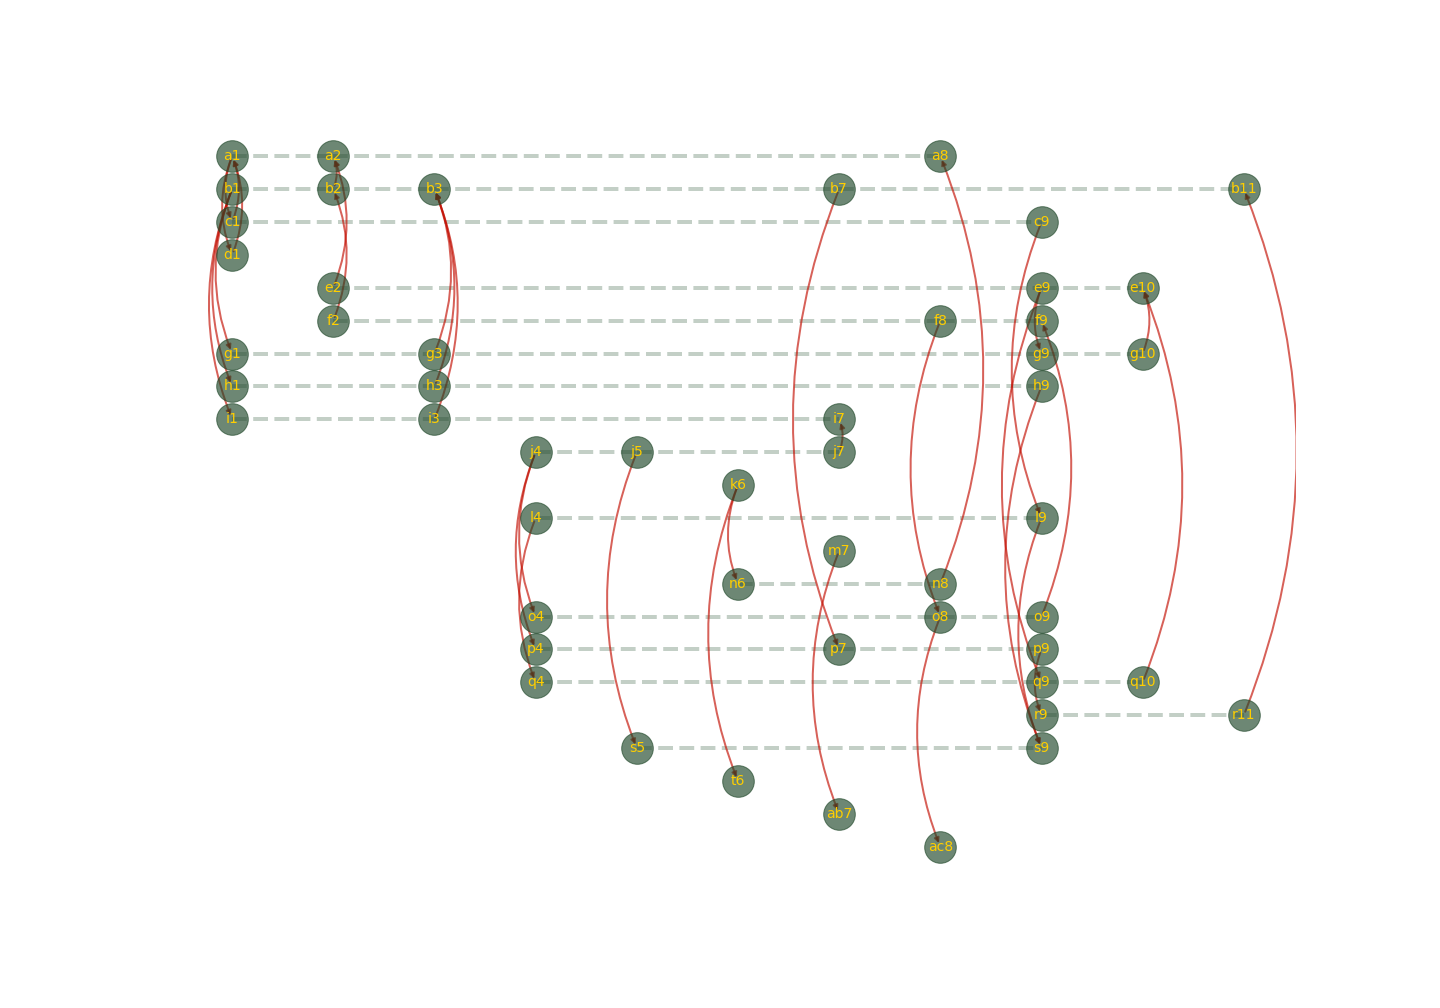 a1 a2 a8
b1 b2 b3 b7 b11
c1 c9
d1
e2 e9 e10
f2 f8 f9
g1 g3 g9 g10
h1 h3 h9
i1 i3 i7
j4 j5 j7
k6
l4 l9
m7
n6 n8
o4 o8 o9
p4 p7 p9
q4 q9 q10
r9 r11
s5 s9
t6
ab7
ac8